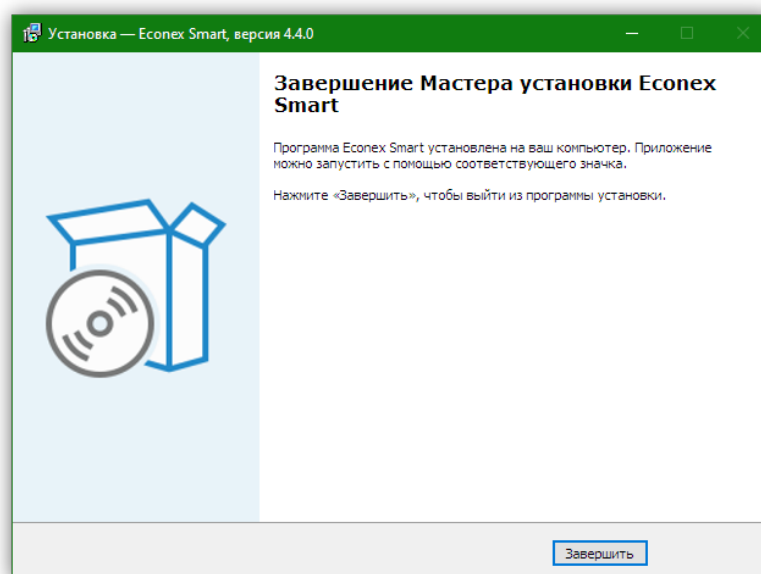 Установка — Econex Smart, версия 4.4.0
Завершение Мастера установки Econex
Smart
Программа Econex Smart установлена на ваш компьютер. Приложение
можно запустить с помощью соответствующего значка.
Нажмите «Завершить», чтобы выйти из программы установки.
Завершить